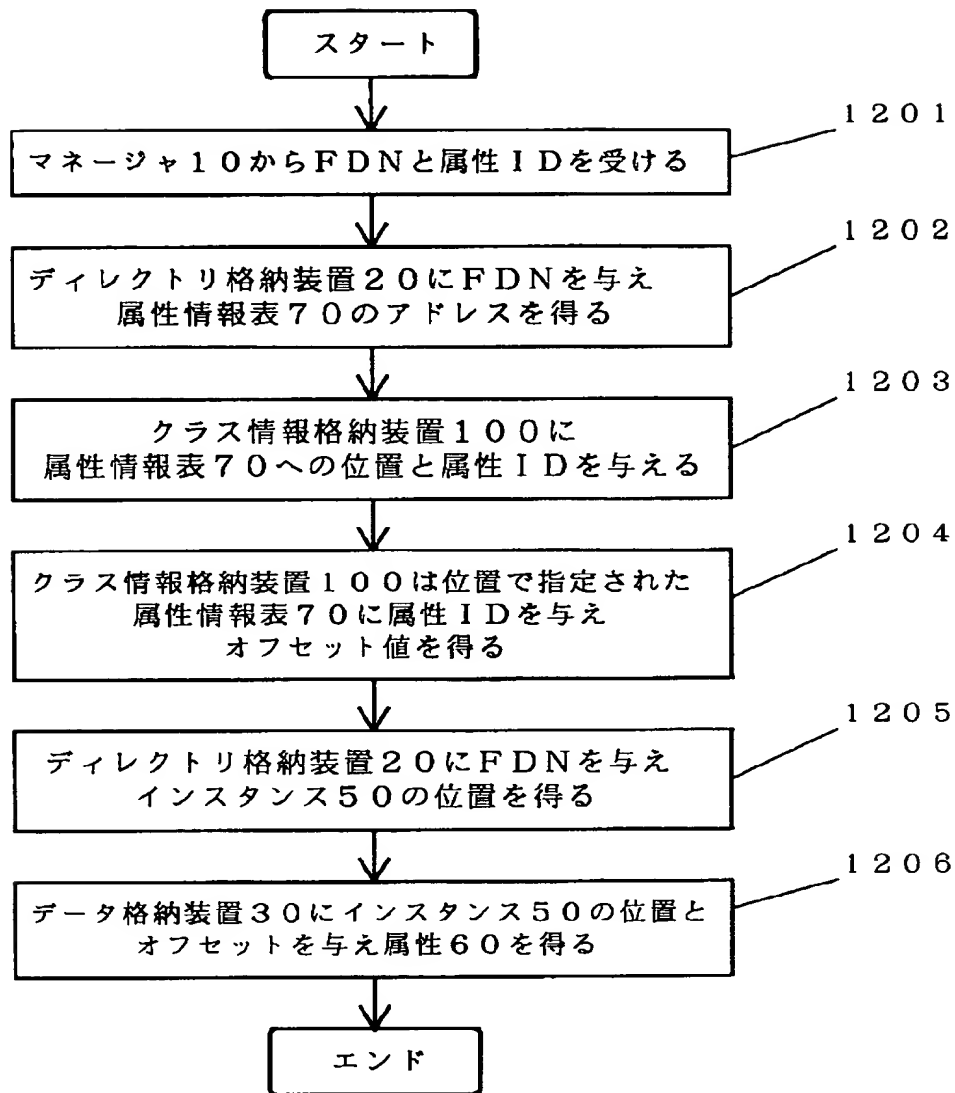 スタート
1201
マネージャ10からFDNと属性IDを受ける
1202
ディレクトリ格納装置20にFDNを与え
属性情報表70のアドレスを得る
1203
クラス情報格納装置100に
属性情報表70への位置と属性IDを与える
1204
クラス情報格納装置100は位置で指定された
属性情報表70に属性IDを与え
オフセット値を得る
1205
ディレクトリ格納装置20にFDNを与え
インスタンス50の位置を得る
1206
データ格納装置30にインスタンス50の位置と
オフセットを与え属性60を得る
エンド